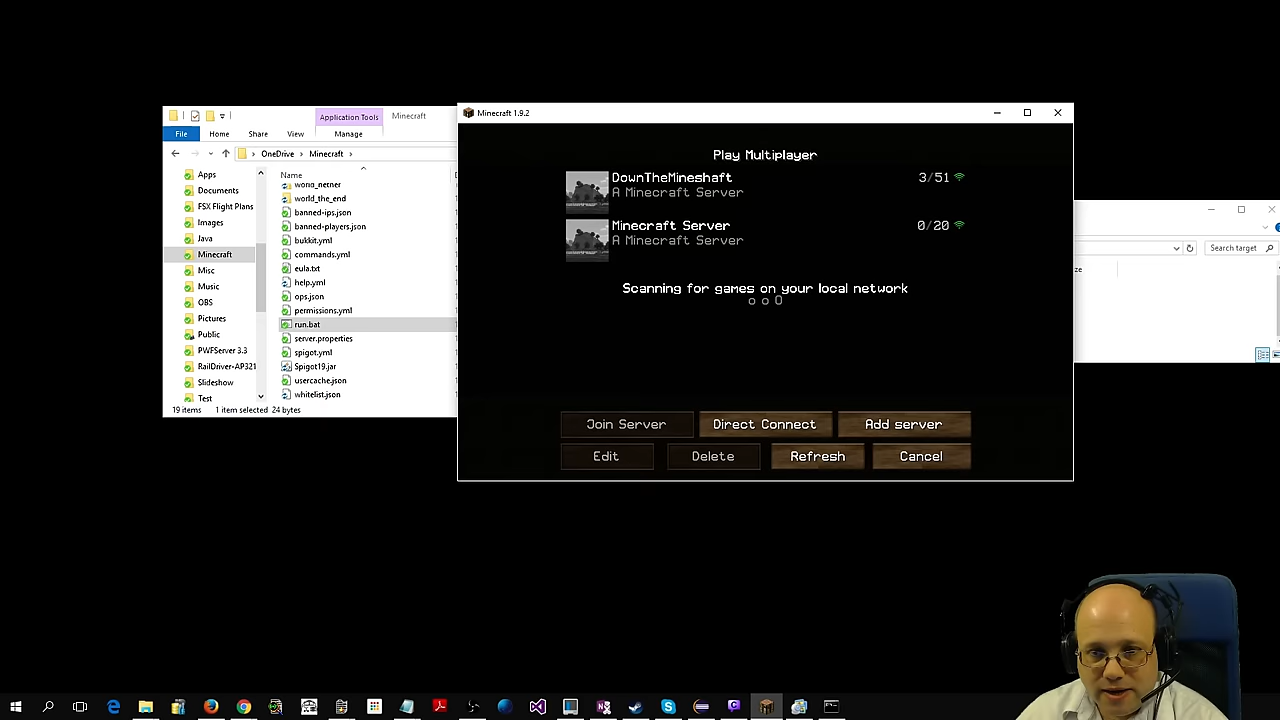 Application Tools
Minecraft
File
Home
Share
View
Manage
OneDrive
Minecraft
Apps
Documents
FSX Flight Plans
Images
Java
Minecraft
Misc
Music
OBS
Pictures
Public
PWFServer 3.3
RailDriver-AP321
Slideshow
Test
Name
world_nether
world_the_end
banned-ips.json
banned-players.json
bukkit.yml
commands.yml
eula.txt
help.yml
ops.json
permissions.yml
run.bat
server.properties
spigot.yml
Spigot19.jar
usercache.json
whitelist.json
19 items 1 item selected 24 bytes
Minecraft 1.9.2
Play Multiplayer
DownTheMineshaft 3/51
A Minecraft Server
Minecraft Server 0/20
A Minecraft Server
Scanning for games on your local network
o o O
Join Server Direct Connect Add server
Edit Delete Refresh Cancel
Search target
ze